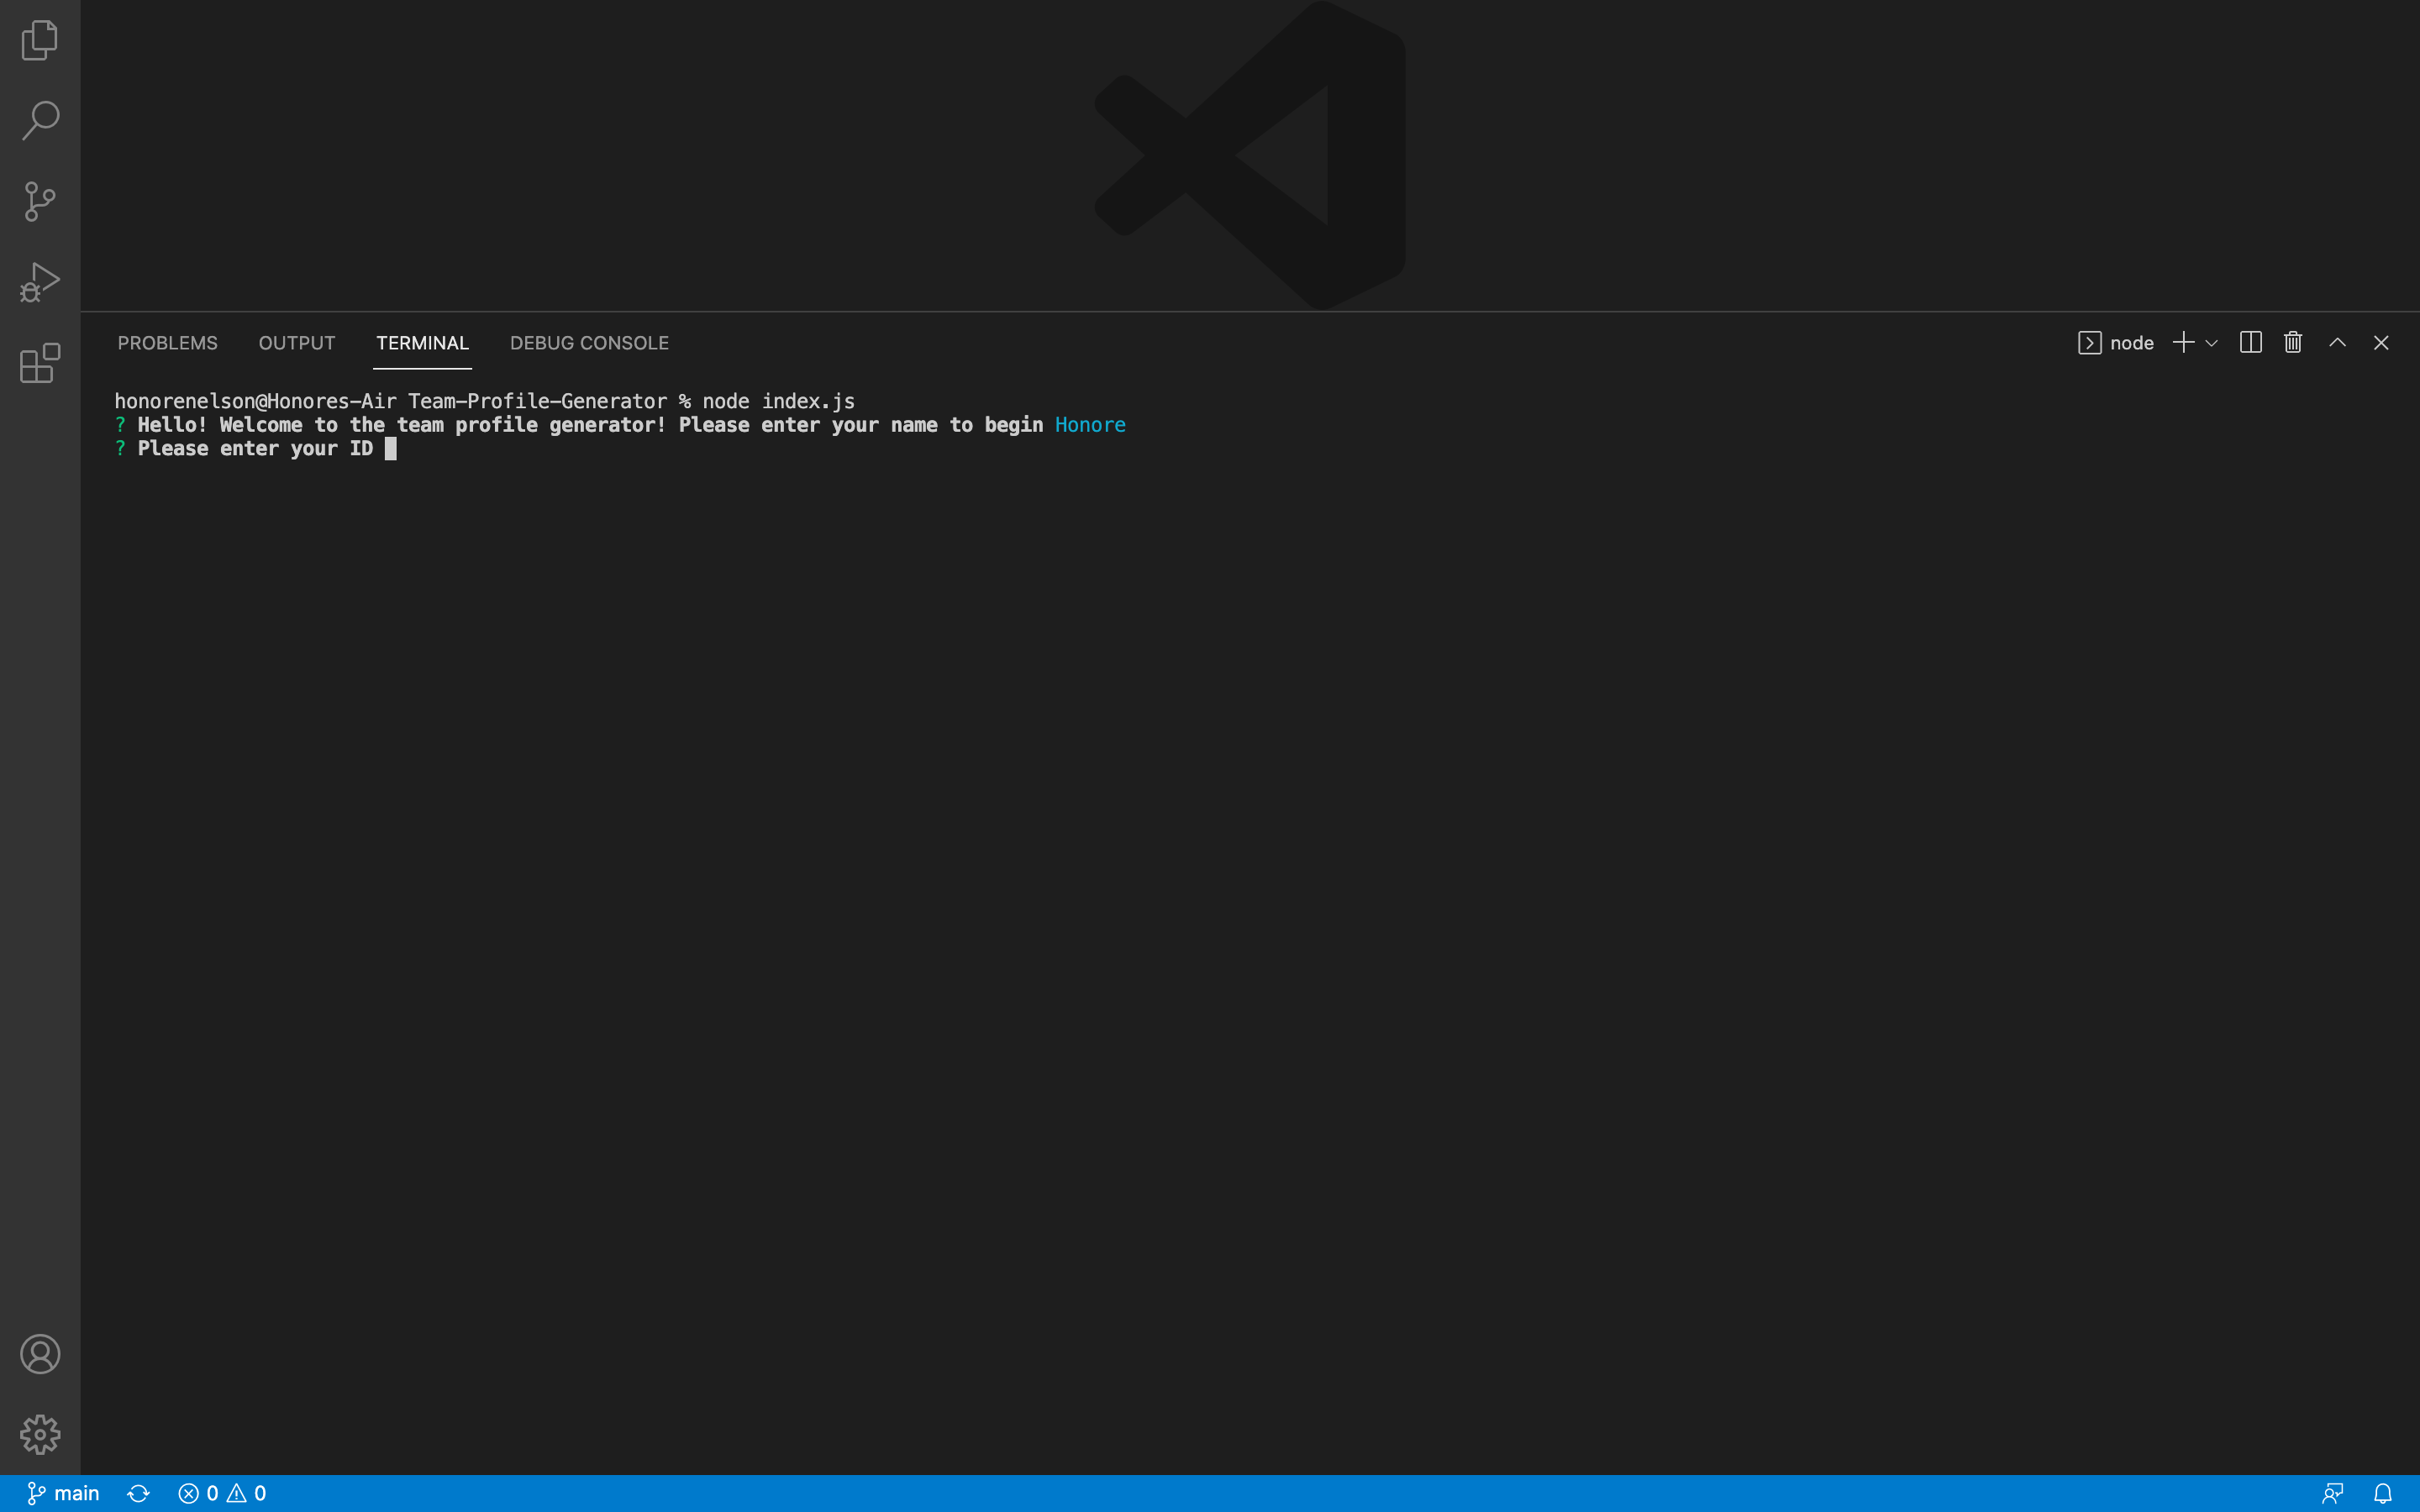 PROBLEMS OUTPUT TERMINAL DEBUG CONSOLE node
honorenelson@Honores-Air Team-Profile-Generator % node index.js
? Hello! Welcome to the team profile generator! Please enter your name to begin Honore
? Please enter your ID
main 0 0